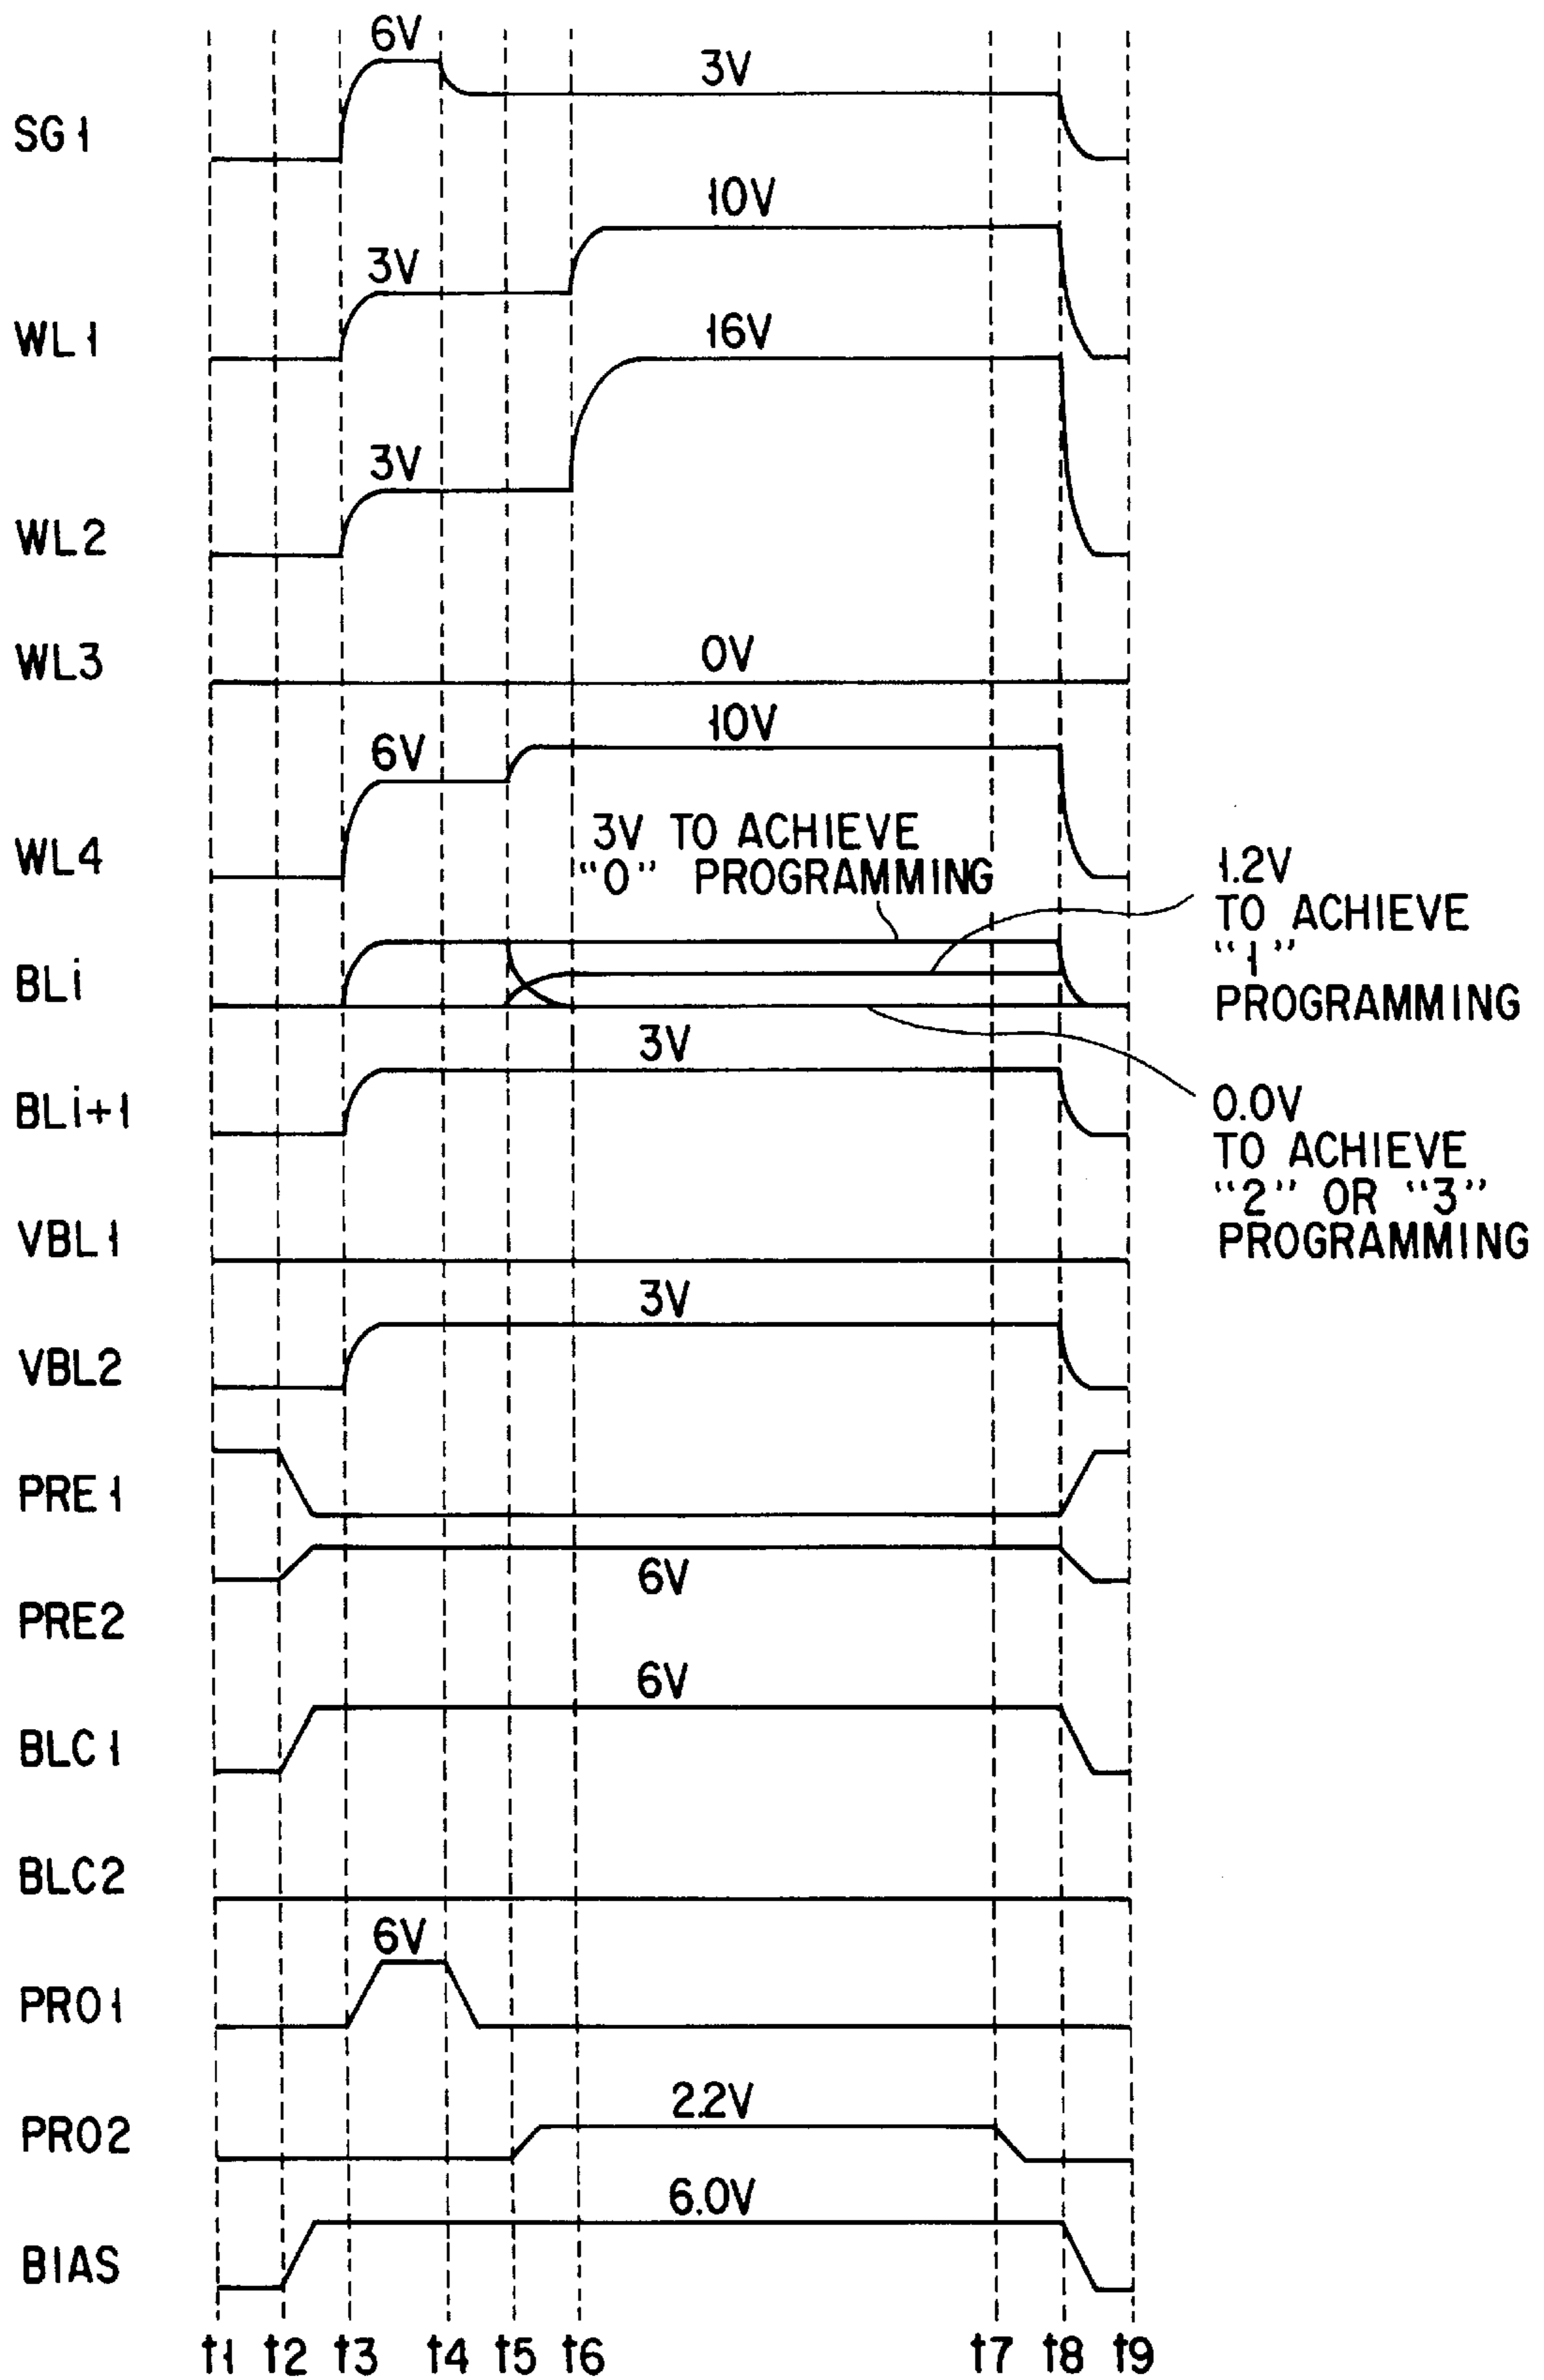 6V
3V
SG1
10V
3V
WL1
16V
3V
WL2
0V
WL3
10V
6V
WL4
3V TO ACHIEVE
"0" PROGRAMMING
1.2V
TO ACHIEVE
"1"
PROGRAMMING
BLi
3V
BLi+1
0.0V
TO ACHIEVE
"2" OR "3"
PROGRAMMING
VBL1
3V
VBL2
PRE1
6V
PRE2
6V
BLC1
BLC2
6V
PRO1
2.2V
PRO2
6.0V
BIAS
t1 t2 t3 t4 t5 t6 t7 t8 t9